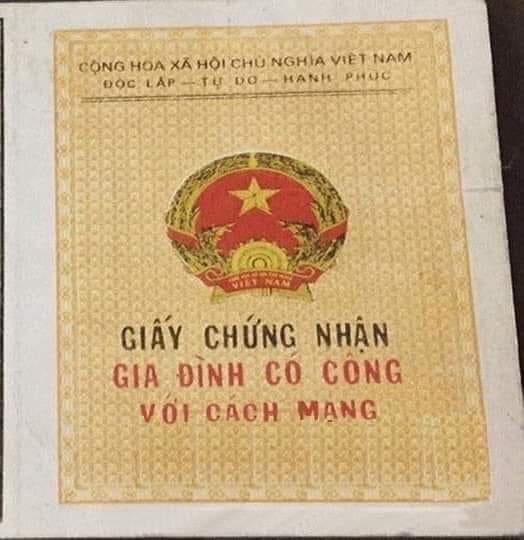 CỘNG HÒA XÃ HỘI CHỦ NGHĨA VIỆT NAM
ĐỘC LẬP — TỰ DO — HẠNH PHÚC
VIỆT NAM
GIẤY CHỨNG NHẬN
GIA ĐÌNH CÓ CÔNG
VỚI CÁCH MẠNG